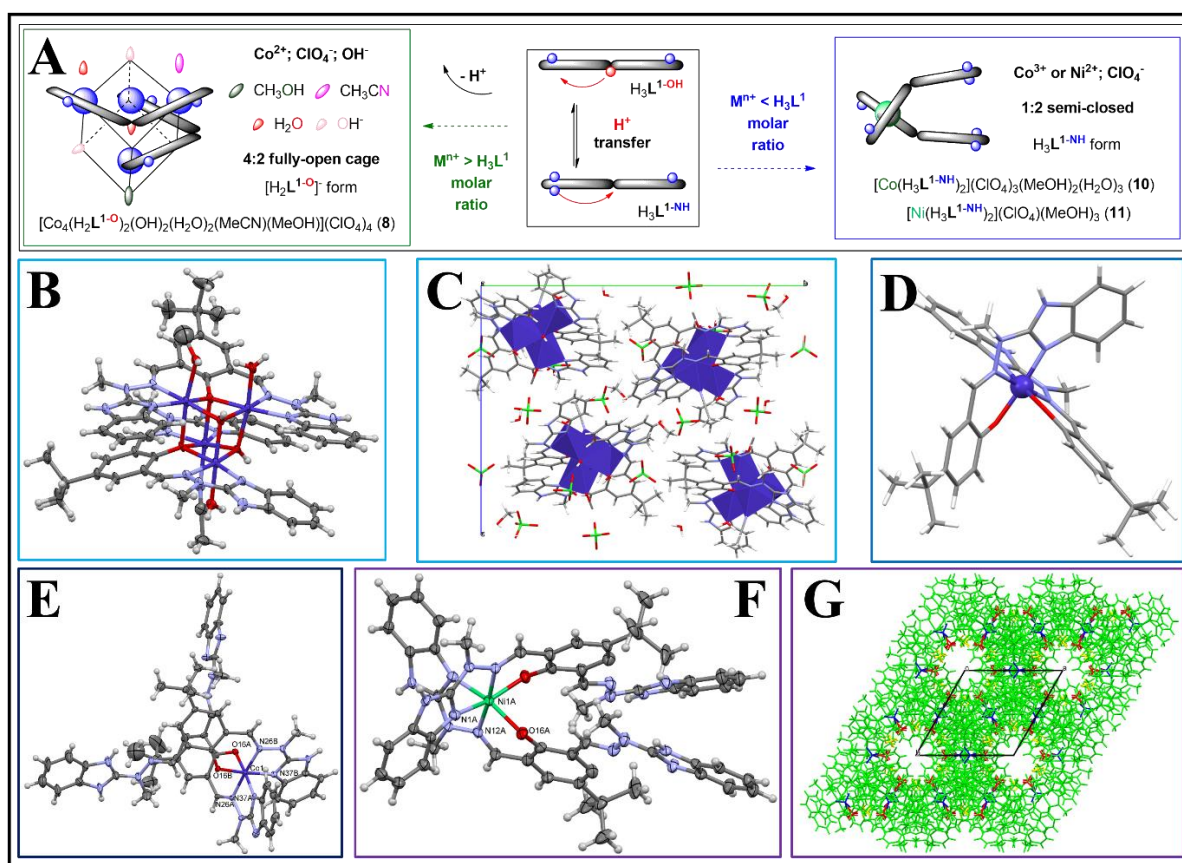 A
Co²⁺; ClO₄⁻; OH⁻
CH₃OH
CH₃CN
H₂O
OH⁻
4:2 fully-open cage
[H₂L¹⁻ᴼ]⁻ form
[Co₄(H₂L¹⁻ᴼ)₂(OH)₂(H₂O)₂(MeCN)(MeOH)](ClO₄)₄ (8)
- H⁺
Mⁿ⁺ > H₃L¹
molar
ratio
H₃L¹⁻ᴼᴴ
H⁺
transfer
H₃L¹⁻ᴺᴴ
Mⁿ⁺ < H₃L¹
molar
ratio
Co³⁺ or Ni²⁺; ClO₄⁻
1:2 semi-closed
H₃L¹⁻ᴺᴴ form
[Co(H₃L¹⁻ᴺᴴ)₂](ClO₄)₃(MeOH)₂(H₂O)₃ (10)
[Ni(H₃L¹⁻ᴺᴴ)₂](ClO₄)(MeOH)₃ (11)
B
C
b
D
E
O16A
N26B
O16B
Co1
N37B
N26A
N37A
F
Ni1A
N1A
N12A
O16A
G
a